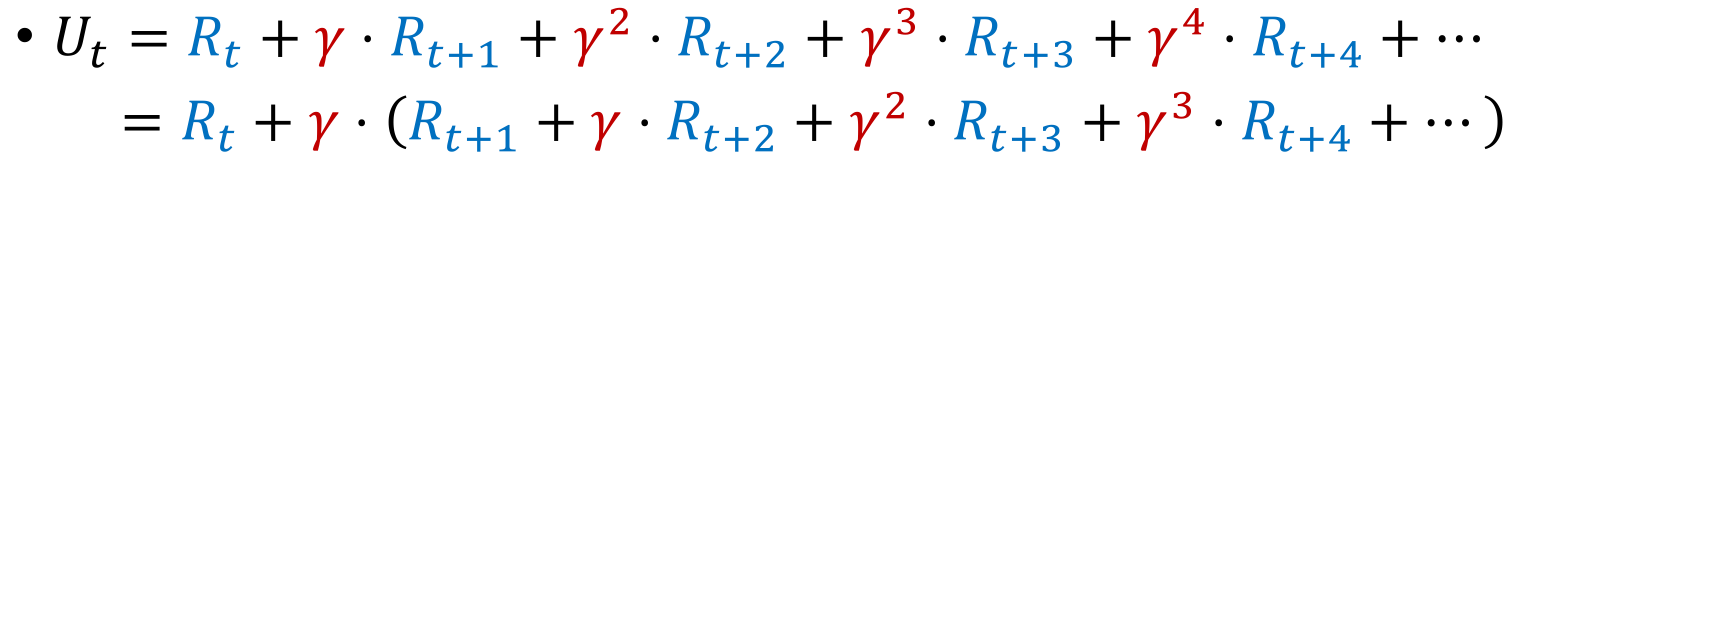 • U_t = R_t + γ · R_{t+1} + γ^2 · R_{t+2} + γ^3 · R_{t+3} + γ^4 · R_{t+4} + ⋯
= R_t + γ · (R_{t+1} + γ · R_{t+2} + γ^2 · R_{t+3} + γ^3 · R_{t+4} + ⋯ )